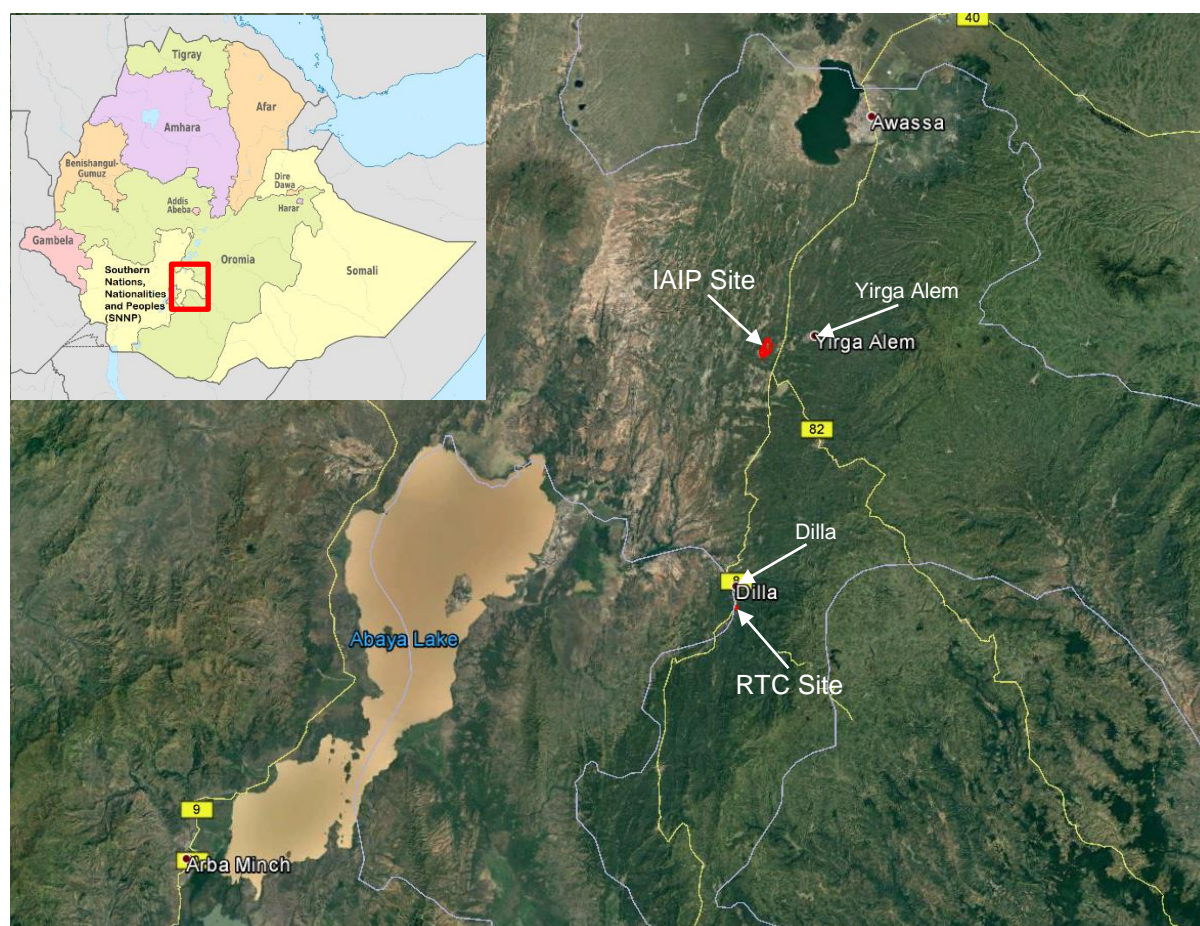 Tigray
Afar
Amhara
Benishangul-
Gumuz
Dire
Dawa
Addis
Abeba
Harar
Gambela
Oromia
Somali
Southern
Nations,
Nationalities
and Peoples
(SNNP)
40
Awassa
IAIP Site
Yirga Alem
Yirga Alem
82
Dilla
8
Dilla
RTC Site
Abaya Lake
9
Arba Minch